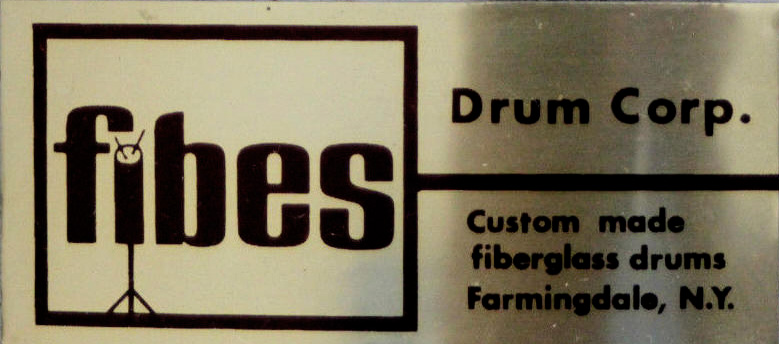 fibes
Drum Corp.
Custom made
fiberglass drums
Farmingdale, N.Y.